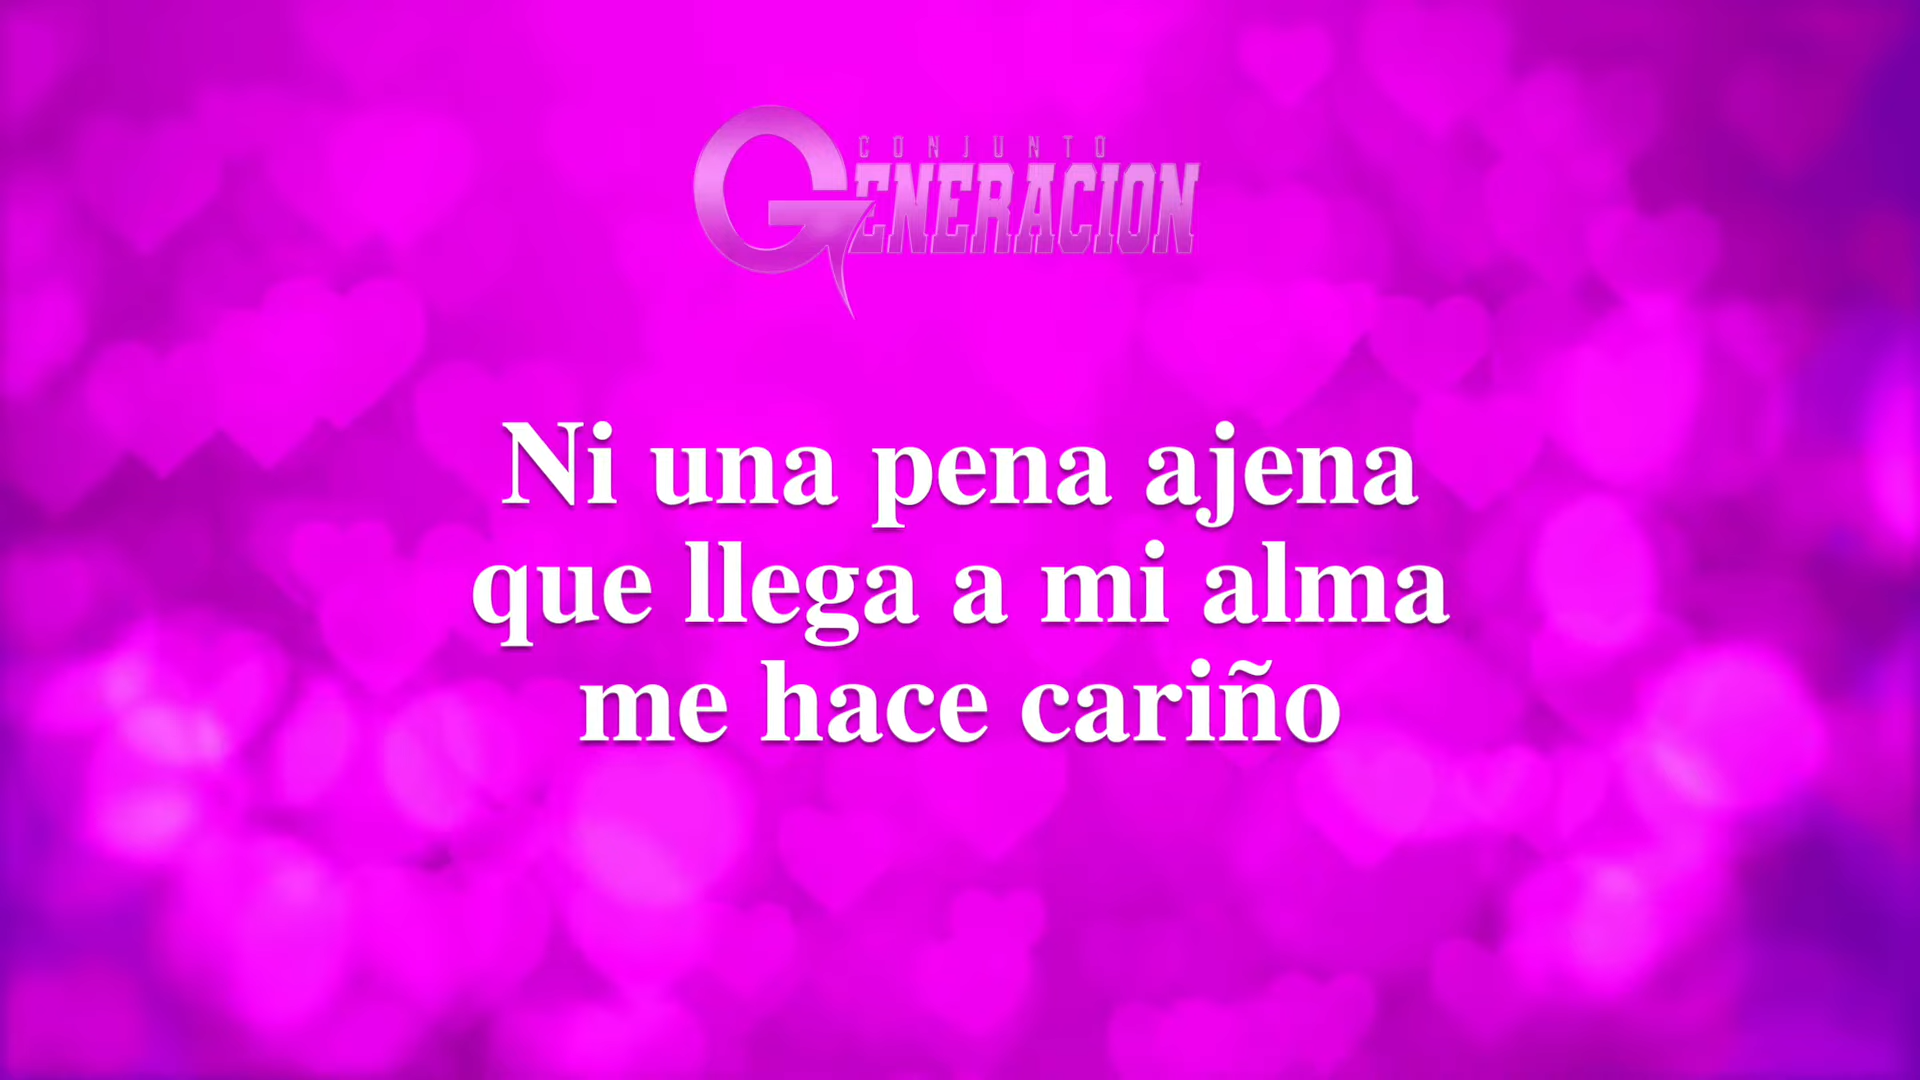 CONJUNTO
GENERACION
Ni una pena ajena
que llega a mi alma
me hace cariño